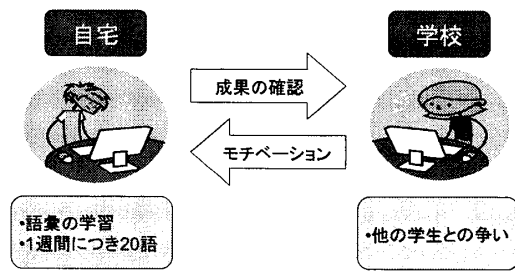 自宅
学校
成果の確認
モチベーション
・語彙の学習
・1週間につき20語
・他の学生との争い